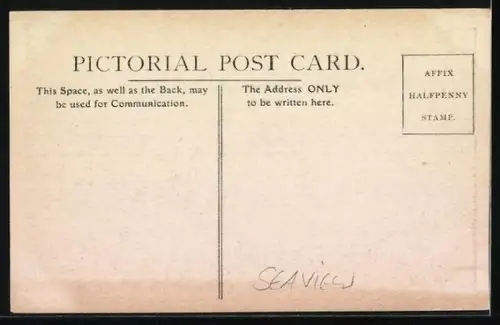 PICTORIAL POST CARD.
This Space, as well as the Back, may
be used for Communication.
The Address ONLY
to be written here.
AFFIX
HALFPENNY
STAMP.
SEAVIEW